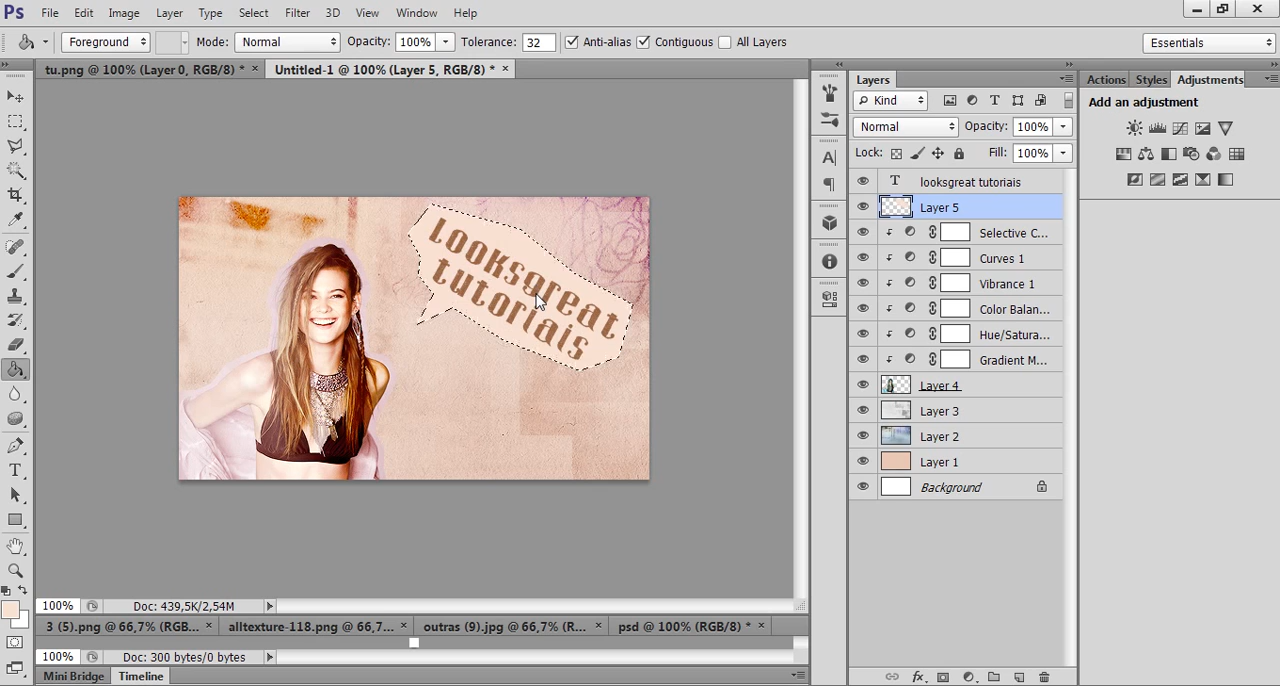 Ps File Edit Image Layer Type Select Filter 3D View Window Help
Foreground Mode: Normal Opacity: 100% Tolerance: 32 Anti-alias Contiguous All Layers Essentials
tu.png @ 100% (Layer 0, RGB/8) * × Untitled-1 @ 100% (Layer 5, RGB/8) * ×
Layers
Actions Styles Adjustments
Kind
Add an adjustment
Normal Opacity: 100%
Lock: Fill: 100%
looksgreat tutoriais
Layer 5
Selective C...
Curves 1
Vibrance 1
Color Balan...
Hue/Satura...
Gradient M...
Layer 4
Layer 3
Layer 2
Layer 1
Background
looksgreat
tutoriais
100% Doc: 439,5K/2,54M
3 (5).png @ 66,7% (RGB... × alltexture-118.png @ 66,7... × outras (9).jpg @ 66,7% (R... × psd @ 100% (RGB/8) * ×
100% Doc: 300 bytes/0 bytes
Mini Bridge Timeline